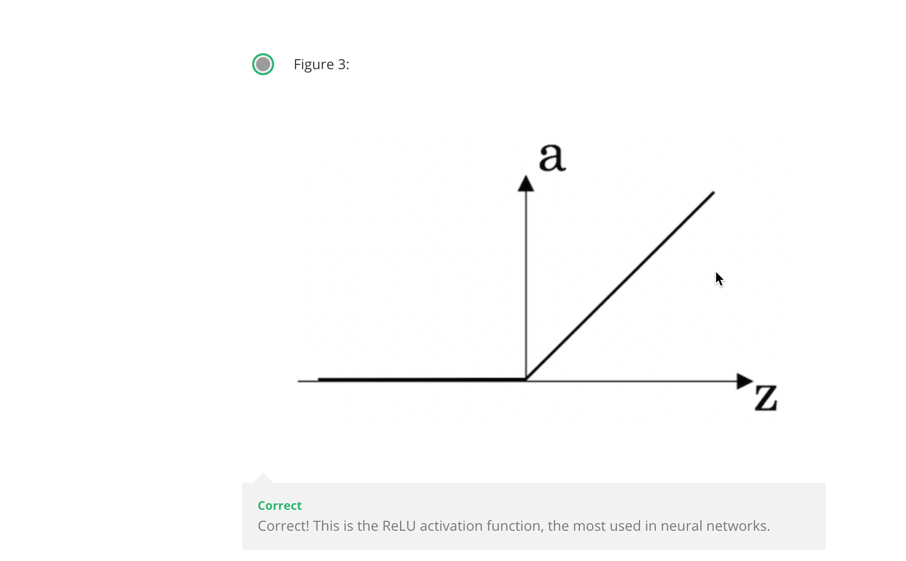 Figure 3:
a
z
Correct
Correct! This is the ReLU activation function, the most used in neural networks.